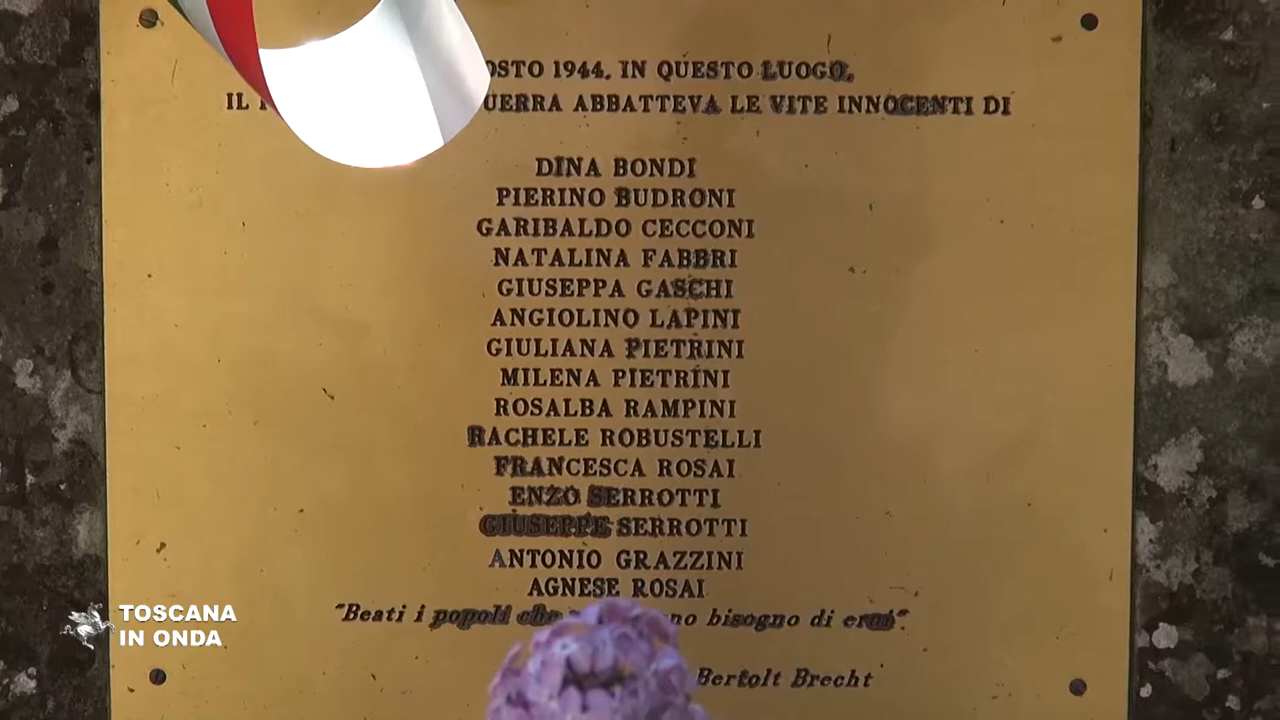 OSTO 1944, IN QUESTO LUOGO,
IL UERRA ABBATTEVA LE VITE INNOCENTI DI
DINA BONDI
PIERINO BUDRONI
GARIBALDO CECCONI
NATALINA FABBRI
GIUSEPPA GASCHI
ANGIOLINO LAPINI
GIULIANA PIETRINI
MILENA PIETRINI
ROSALBA RAMPINI
RACHELE ROBUSTELLI
FRANCESCA ROSAI
ENZO SERROTTI
GIUSEPPE SERROTTI
ANTONIO GRAZZINI
AGNESE ROSAI
"Beati i popoli che no bisogno di eroi".
Bertolt Brecht
TOSCANA
IN ONDA